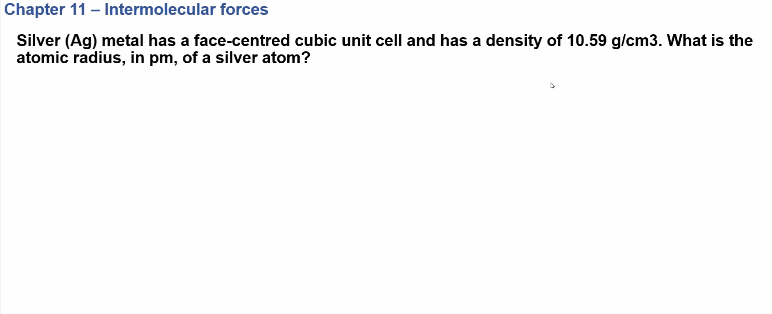 Chapter 11 – Intermolecular forces
Silver (Ag) metal has a face-centred cubic unit cell and has a density of 10.59 g/cm3. What is the
atomic radius, in pm, of a silver atom?